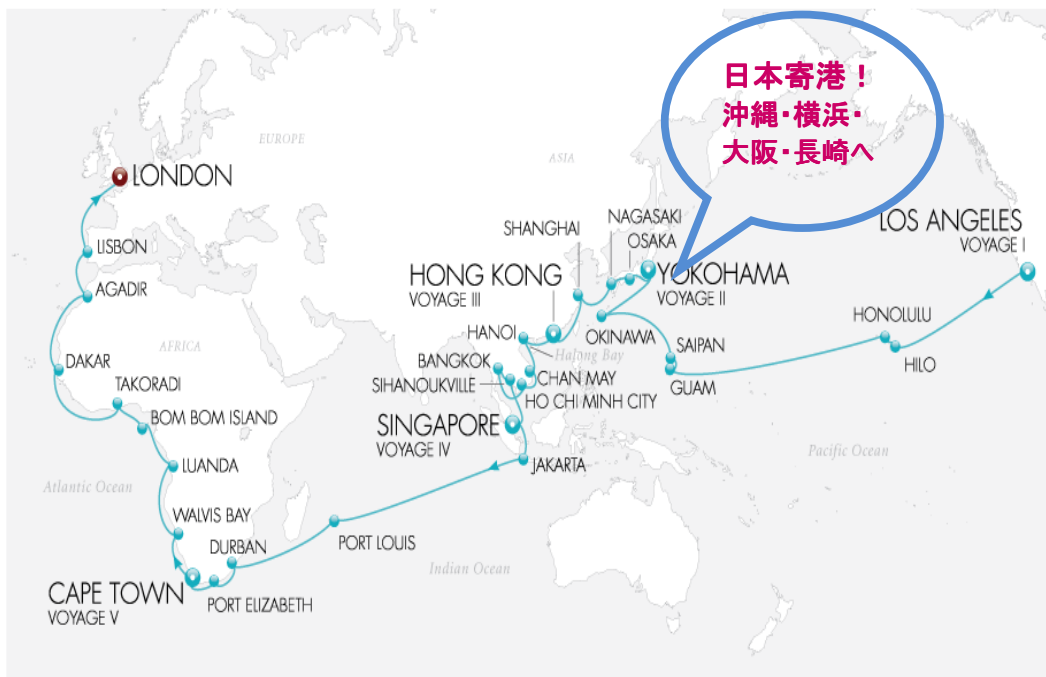 日本寄港！
沖縄・横浜・
大阪・長崎へ
EUROPE
ASIA
LONDON
NAGASAKI
LOS ANGELES
VOYAGE I
SHANGHAI
OSAKA
LISBON
HONG KONG
VOYAGE III
YOKOHAMA
VOYAGE II
AGADIR
HONOLULU
HANOI
OKINAWA
AFRICA
Halong Bay
SAIPAN
HILO
DAKAR
BANGKOK
TAKORADI
SIHANOUKVILLE
CHAN MAY
GUAM
HO CHI MINH CITY
BOM BOM ISLAND
SINGAPORE
VOYAGE IV
Pacific Ocean
LUANDA
JAKARTA
Atlantic Ocean
WALVIS BAY
DURBAN
PORT LOUIS
Indian Ocean
CAPE TOWN
VOYAGE V
PORT ELIZABETH